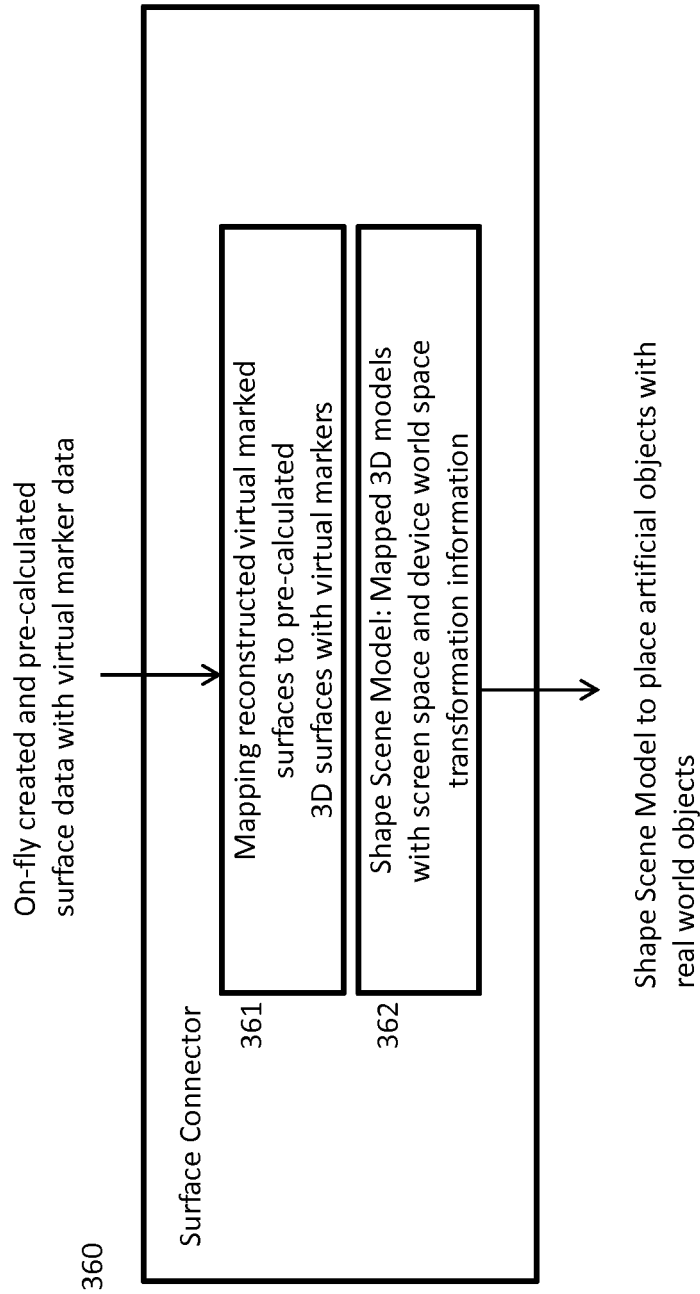 360
On-fly created and pre-calculated
surface data with virtual marker data
Surface Connector
361
Mapping reconstructed virtual marked
surfaces to pre-calculated
3D surfaces with virtual markers
362
Shape Scene Model: Mapped 3D models
with screen space and device world space
transformation information
Shape Scene Model to place artificial objects with
real world objects